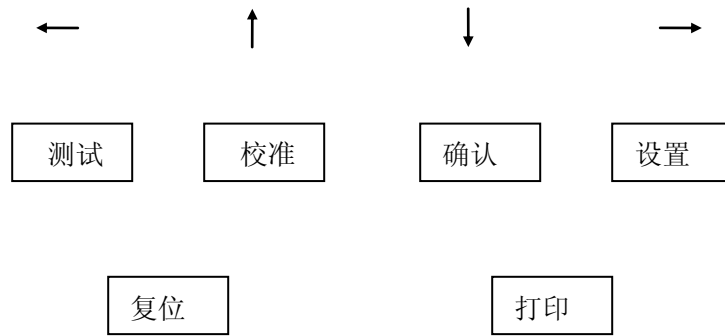 ← ↑ ↓ →
测试 校准 确认 设置
复位 打印